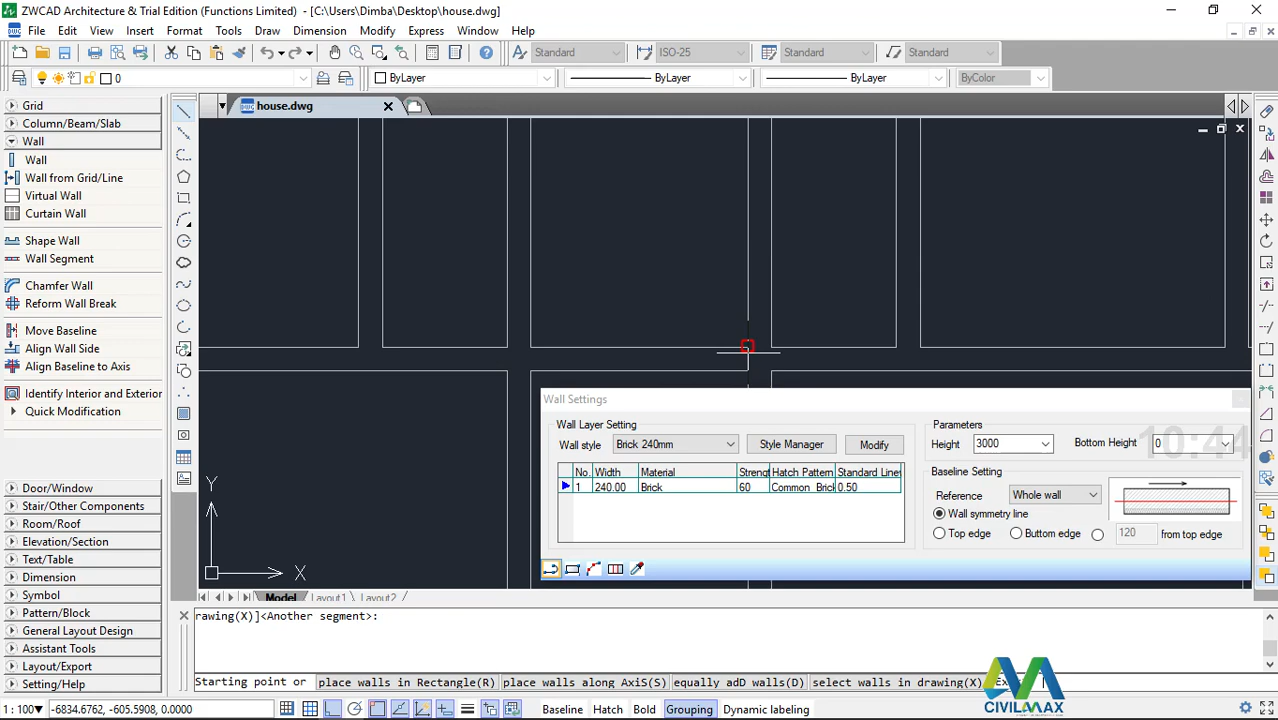 ZWCAD Architecture & Trial Edition (Functions Limited) - [C:\Users\Dimba\Desktop\house.dwg]
File Edit View Insert Format Tools Draw Dimension Modify Express Window Help
Standard ISO-25 Standard Standard
0 ByLayer ByLayer ByLayer ByColor
house.dwg
Grid
Column/Beam/Slab
Wall
Wall
Wall from Grid/Line
Virtual Wall
Curtain Wall
Shape Wall
Wall Segment
Chamfer Wall
Reform Wall Break
Move Baseline
Align Wall Side
Align Baseline to Axis
Identify Interior and Exterior
Quick Modification
Door/Window
Stair/Other Components
Room/Roof
Elevation/Section
Text/Table
Dimension
Symbol
Pattern/Block
General Layout Design
Assistant Tools
Layout/Export
Setting/Help
Y
X
Wall Settings
Wall Layer Setting
Wall style Brick 240mm Style Manager Modify
No. Width Material Strengt Hatch Pattern Standard Line
1 240.00 Brick 60 Common Brick 0.50
Parameters
Height 3000 Bottom Height 0
10:44
Baseline Setting
Reference Whole wall
Wall symmetry line
Top edge Buttom edge 120 from top edge
Model Layout1 Layout2
rawing(X)]<Another segment>:
Starting point or place walls in Rectangle(R) place walls along AxiS(S) equally add walls(D) select walls in drawing(X)
CIVILMAX
1 : 100 -6834.6762, -605.5908, 0.0000 Baseline Hatch Bold Grouping Dynamic labeling